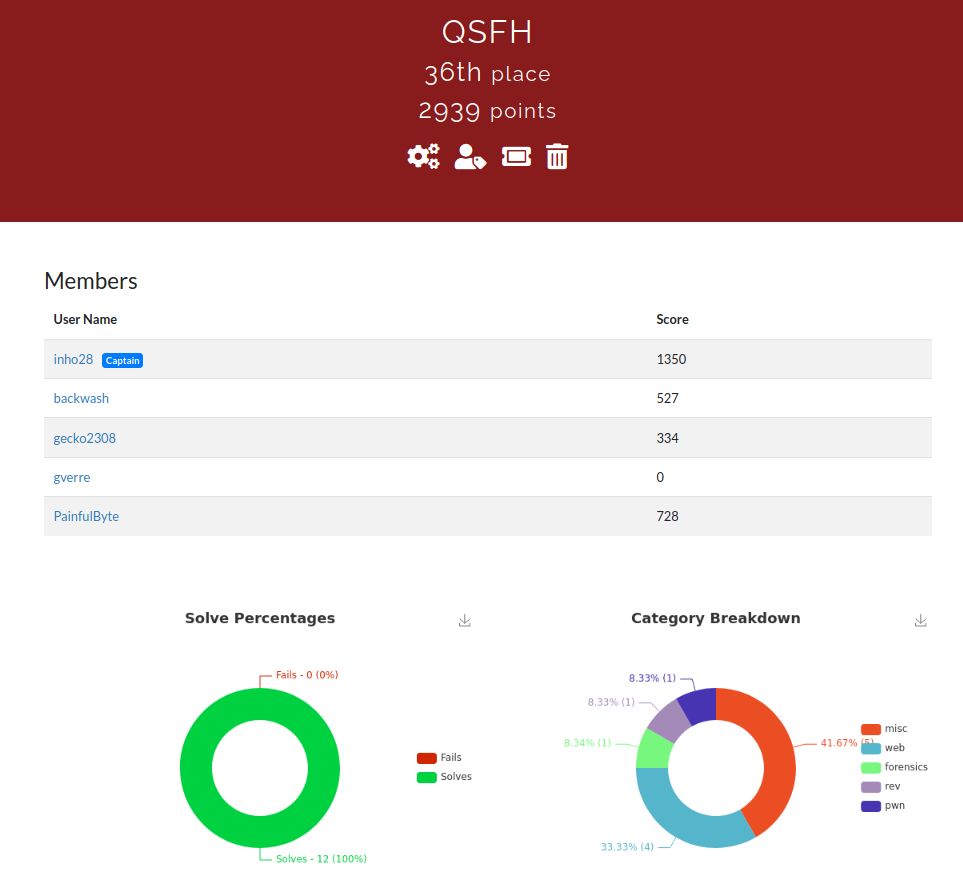 QSFH
36th place
2939 points
Members
User Name Score
inho28 Captain 1350
backwash 527
gecko2308 334
gverre 0
PainfulByte 728
Solve Percentages
Fails - 0 (0%)
Fails
Solves
Solves - 12 (100%)
Category Breakdown
8.33% (1)
8.33% (1)
8.34% (1)
41.67% (5)
33.33% (4)
misc
web
forensics
rev
pwn